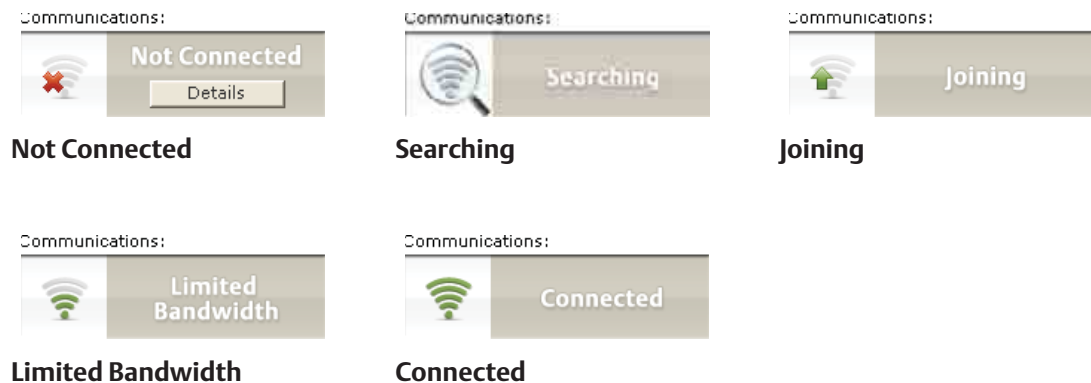 Communications:
Not Connected
Details
Not Connected
Communications:
Searching
Searching
Communications:
Joining
Joining
Communications:
Limited
Bandwidth
Limited Bandwidth
Communications:
Connected
Connected